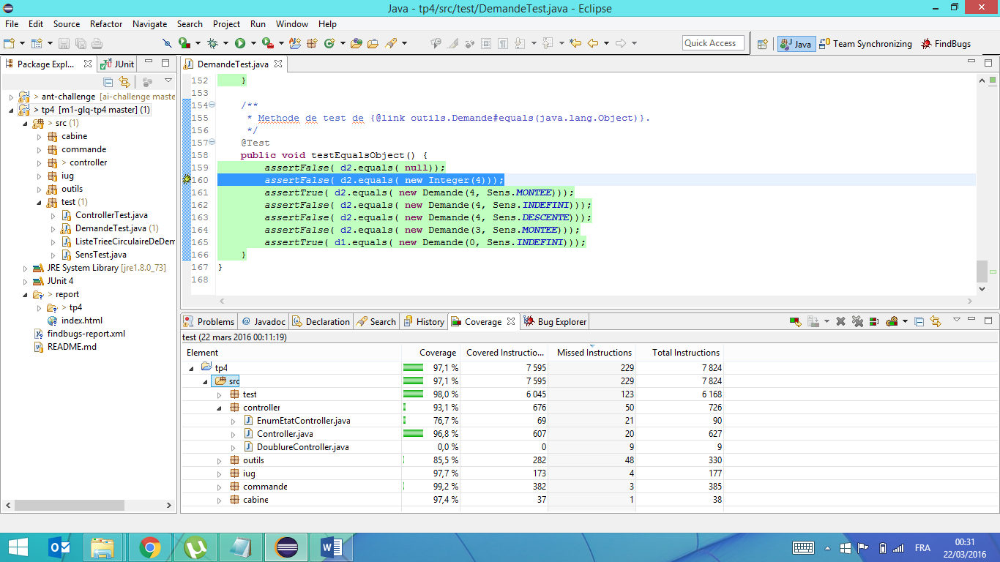 Java - tp4/src/test/DemandeTest.java - Eclipse
File Edit Source Refactor Navigate Search Project Run Window Help
Quick Access Java Team Synchronizing FindBugs
Package Expl... JUnit
> ant-challenge [ai-challenge maste
> tp4 [m1-glq-tp4 master] (1)
> src (1)
cabine
commande
> controller
iug
outils
test (1)
ControllerTest.java
DemandeTest.java (1)
ListeTrieeCirculaireDeDem
SensTest.java
JRE System Library [jre1.8.0_73]
JUnit 4
> report
> tp4
index.html
findbugs-report.xml
README.md
DemandeTest.java
152 }
153
154 /**
155 * Methode de test de {@link outils.Demande#equals(java.lang.Object)}.
156 */
157 @Test
158 public void testEqualsObject() {
159 assertFalse( d2.equals( null));
160 assertFalse( d2.equals( new Integer(4)));
161 assertTrue( d2.equals( new Demande(4, Sens.MONTEE)));
162 assertFalse( d2.equals( new Demande(4, Sens.INDEFINI)));
163 assertFalse( d2.equals( new Demande(4, Sens.DESCENTE)));
164 assertFalse( d2.equals( new Demande(3, Sens.MONTEE)));
165 assertTrue( d1.equals( new Demande(0, Sens.INDEFINI)));
166 }
167 }
168
Problems @ Javadoc Declaration Search History Coverage Bug Explorer
test (22 mars 2016 00:11:19)
Element Coverage Covered Instructio... Missed Instructions Total Instructions
tp4 97,1 % 7 595 229 7 824
src 97,1 % 7 595 229 7 824
test 98,0 % 6 045 123 6 168
controller 93,1 % 676 50 726
EnumEtatController.java 76,7 % 69 21 90
Controller.java 96,8 % 607 20 627
DoublureController.java 0,0 % 0 9 9
outils 85,5 % 282 48 330
iug 97,7 % 173 4 177
commande 99,2 % 382 3 385
cabine 97,4 % 37 1 38
FRA
00:31
22/03/2016